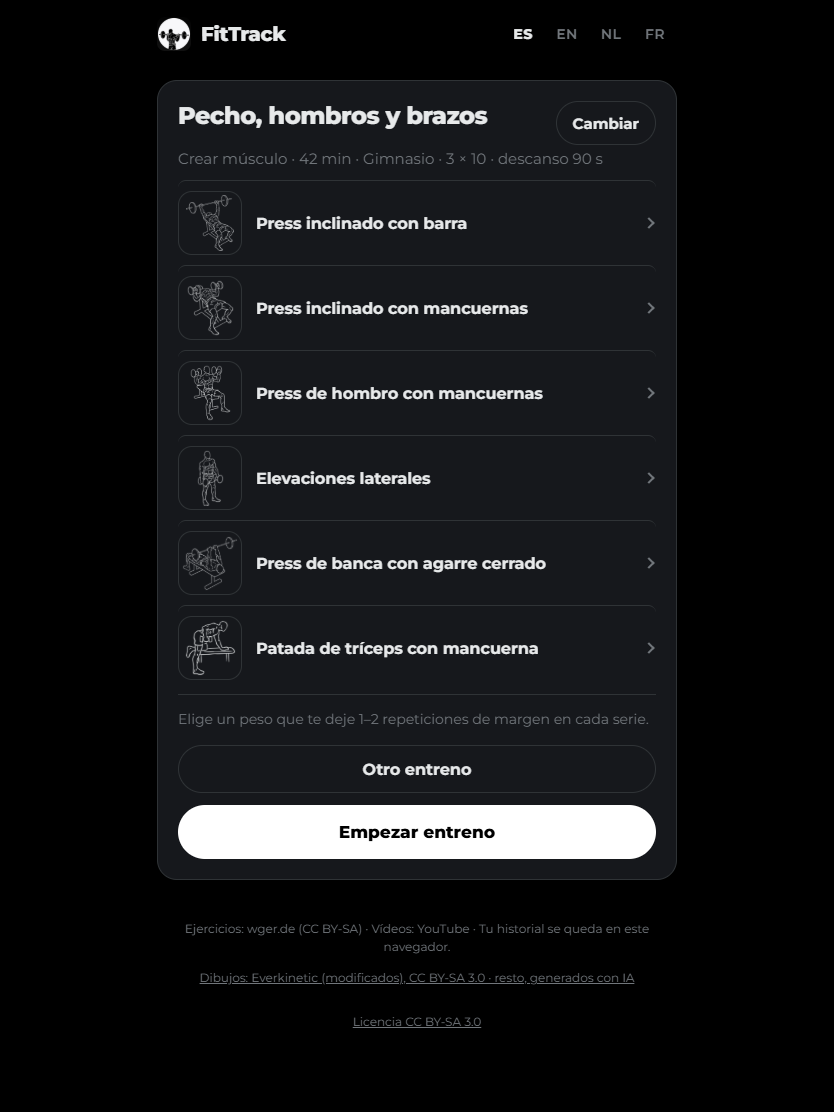 FitTrack
ES EN NL FR
Pecho, hombros y brazos
Cambiar
Crear músculo · 42 min · Gimnasio · 3 × 10 · descanso 90 s
Press inclinado con barra
Press inclinado con mancuernas
Press de hombro con mancuernas
Elevaciones laterales
Press de banca con agarre cerrado
Patada de tríceps con mancuerna
Elige un peso que te deje 1–2 repeticiones de margen en cada serie.
Otro entreno
Empezar entreno
Ejercicios: wger.de (CC BY-SA) · Vídeos: YouTube · Tu historial se queda en este
navegador.
Dibujos: Everkinetic (modificados), CC BY-SA 3.0 · resto, generados con IA
Licencia CC BY-SA 3.0